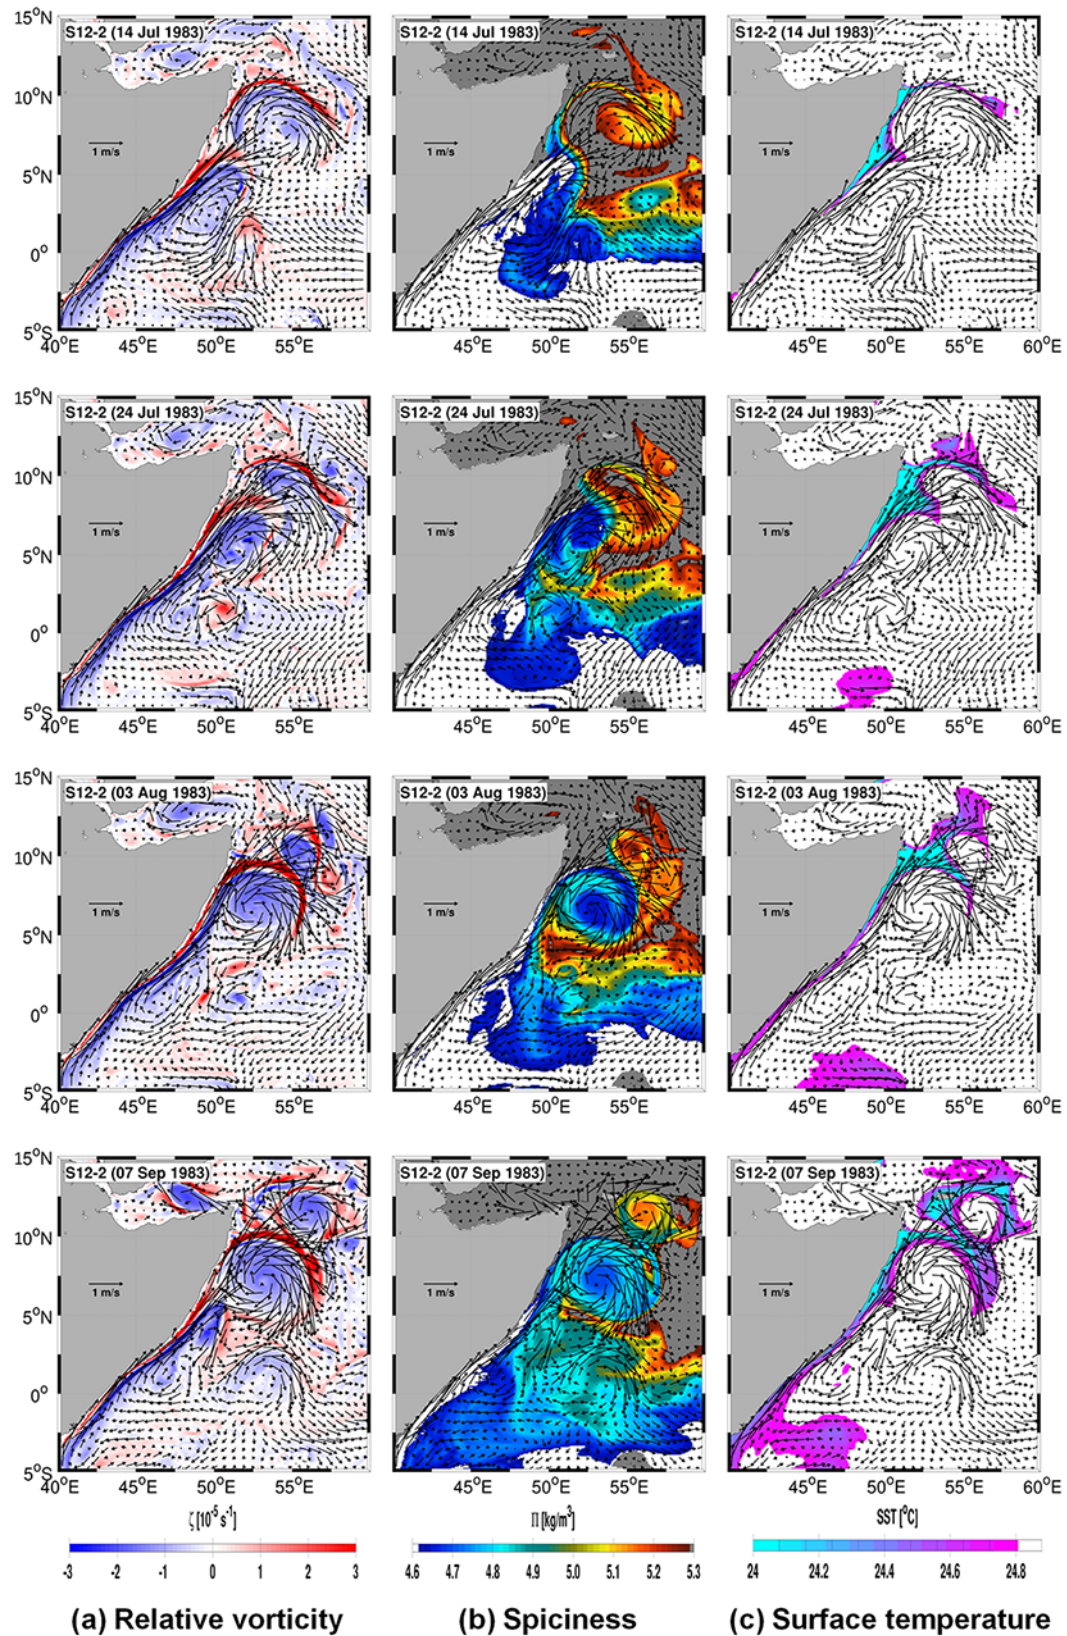 15°N
S12-2 (14 Jul 1983) S12-2 (14 Jul 1983) S12-2 (14 Jul 1983)
10°N
1 m/s 1 m/s 1 m/s
5°N
0°
5°S
40°E 45°E 50°E 55°E 45°E 50°E 55°E 45°E 50°E 55°E 60°E
15°N
S12-2 (24 Jul 1983) S12-2 (24 Jul 1983) S12-2 (24 Jul 1983)
10°N
1 m/s 1 m/s 1 m/s
5°N
0°
5°S
40°E 45°E 50°E 55°E 45°E 50°E 55°E 45°E 50°E 55°E 60°E
15°N
S12-2 (03 Aug 1983) S12-2 (03 Aug 1983) S12-2 (03 Aug 1983)
10°N
1 m/s 1 m/s 1 m/s
5°N
0°
5°S
40°E 45°E 50°E 55°E 45°E 50°E 55°E 45°E 50°E 55°E 60°E
15°N
S12-2 (07 Sep 1983) S12-2 (07 Sep 1983) S12-2 (07 Sep 1983)
10°N
1 m/s 1 m/s 1 m/s
5°N
0°
5°S
40°E 45°E 50°E 55°E 45°E 50°E 55°E 45°E 50°E 55°E 60°E
ζ [10⁻⁵ s⁻¹] Π [kg/m³] SST [°C]
-3 -2 -1 0 1 2 3 4.6 4.7 4.8 4.9 5.0 5.1 5.2 5.3 24 24.2 24.4 24.6 24.8
(a) Relative vorticity (b) Spiciness (c) Surface temperature